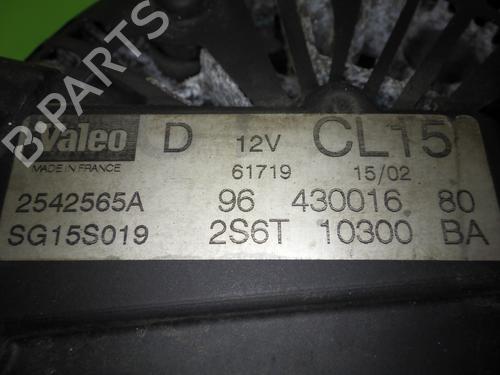 B-PARTS
Valeo D 12V CL15
MADE IN FRANCE 61719 15/02
2542565A 96 430016 80
SG15S019 2S6T 10300 BA